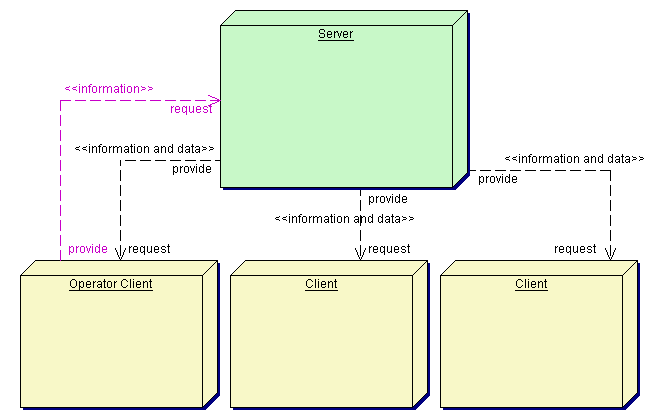 Server
<<information>>
request
<<information and data>>
provide
<<information and data>>
provide
provide
<<information and data>>
provide
request
request
request
Operator Client
Client
Client